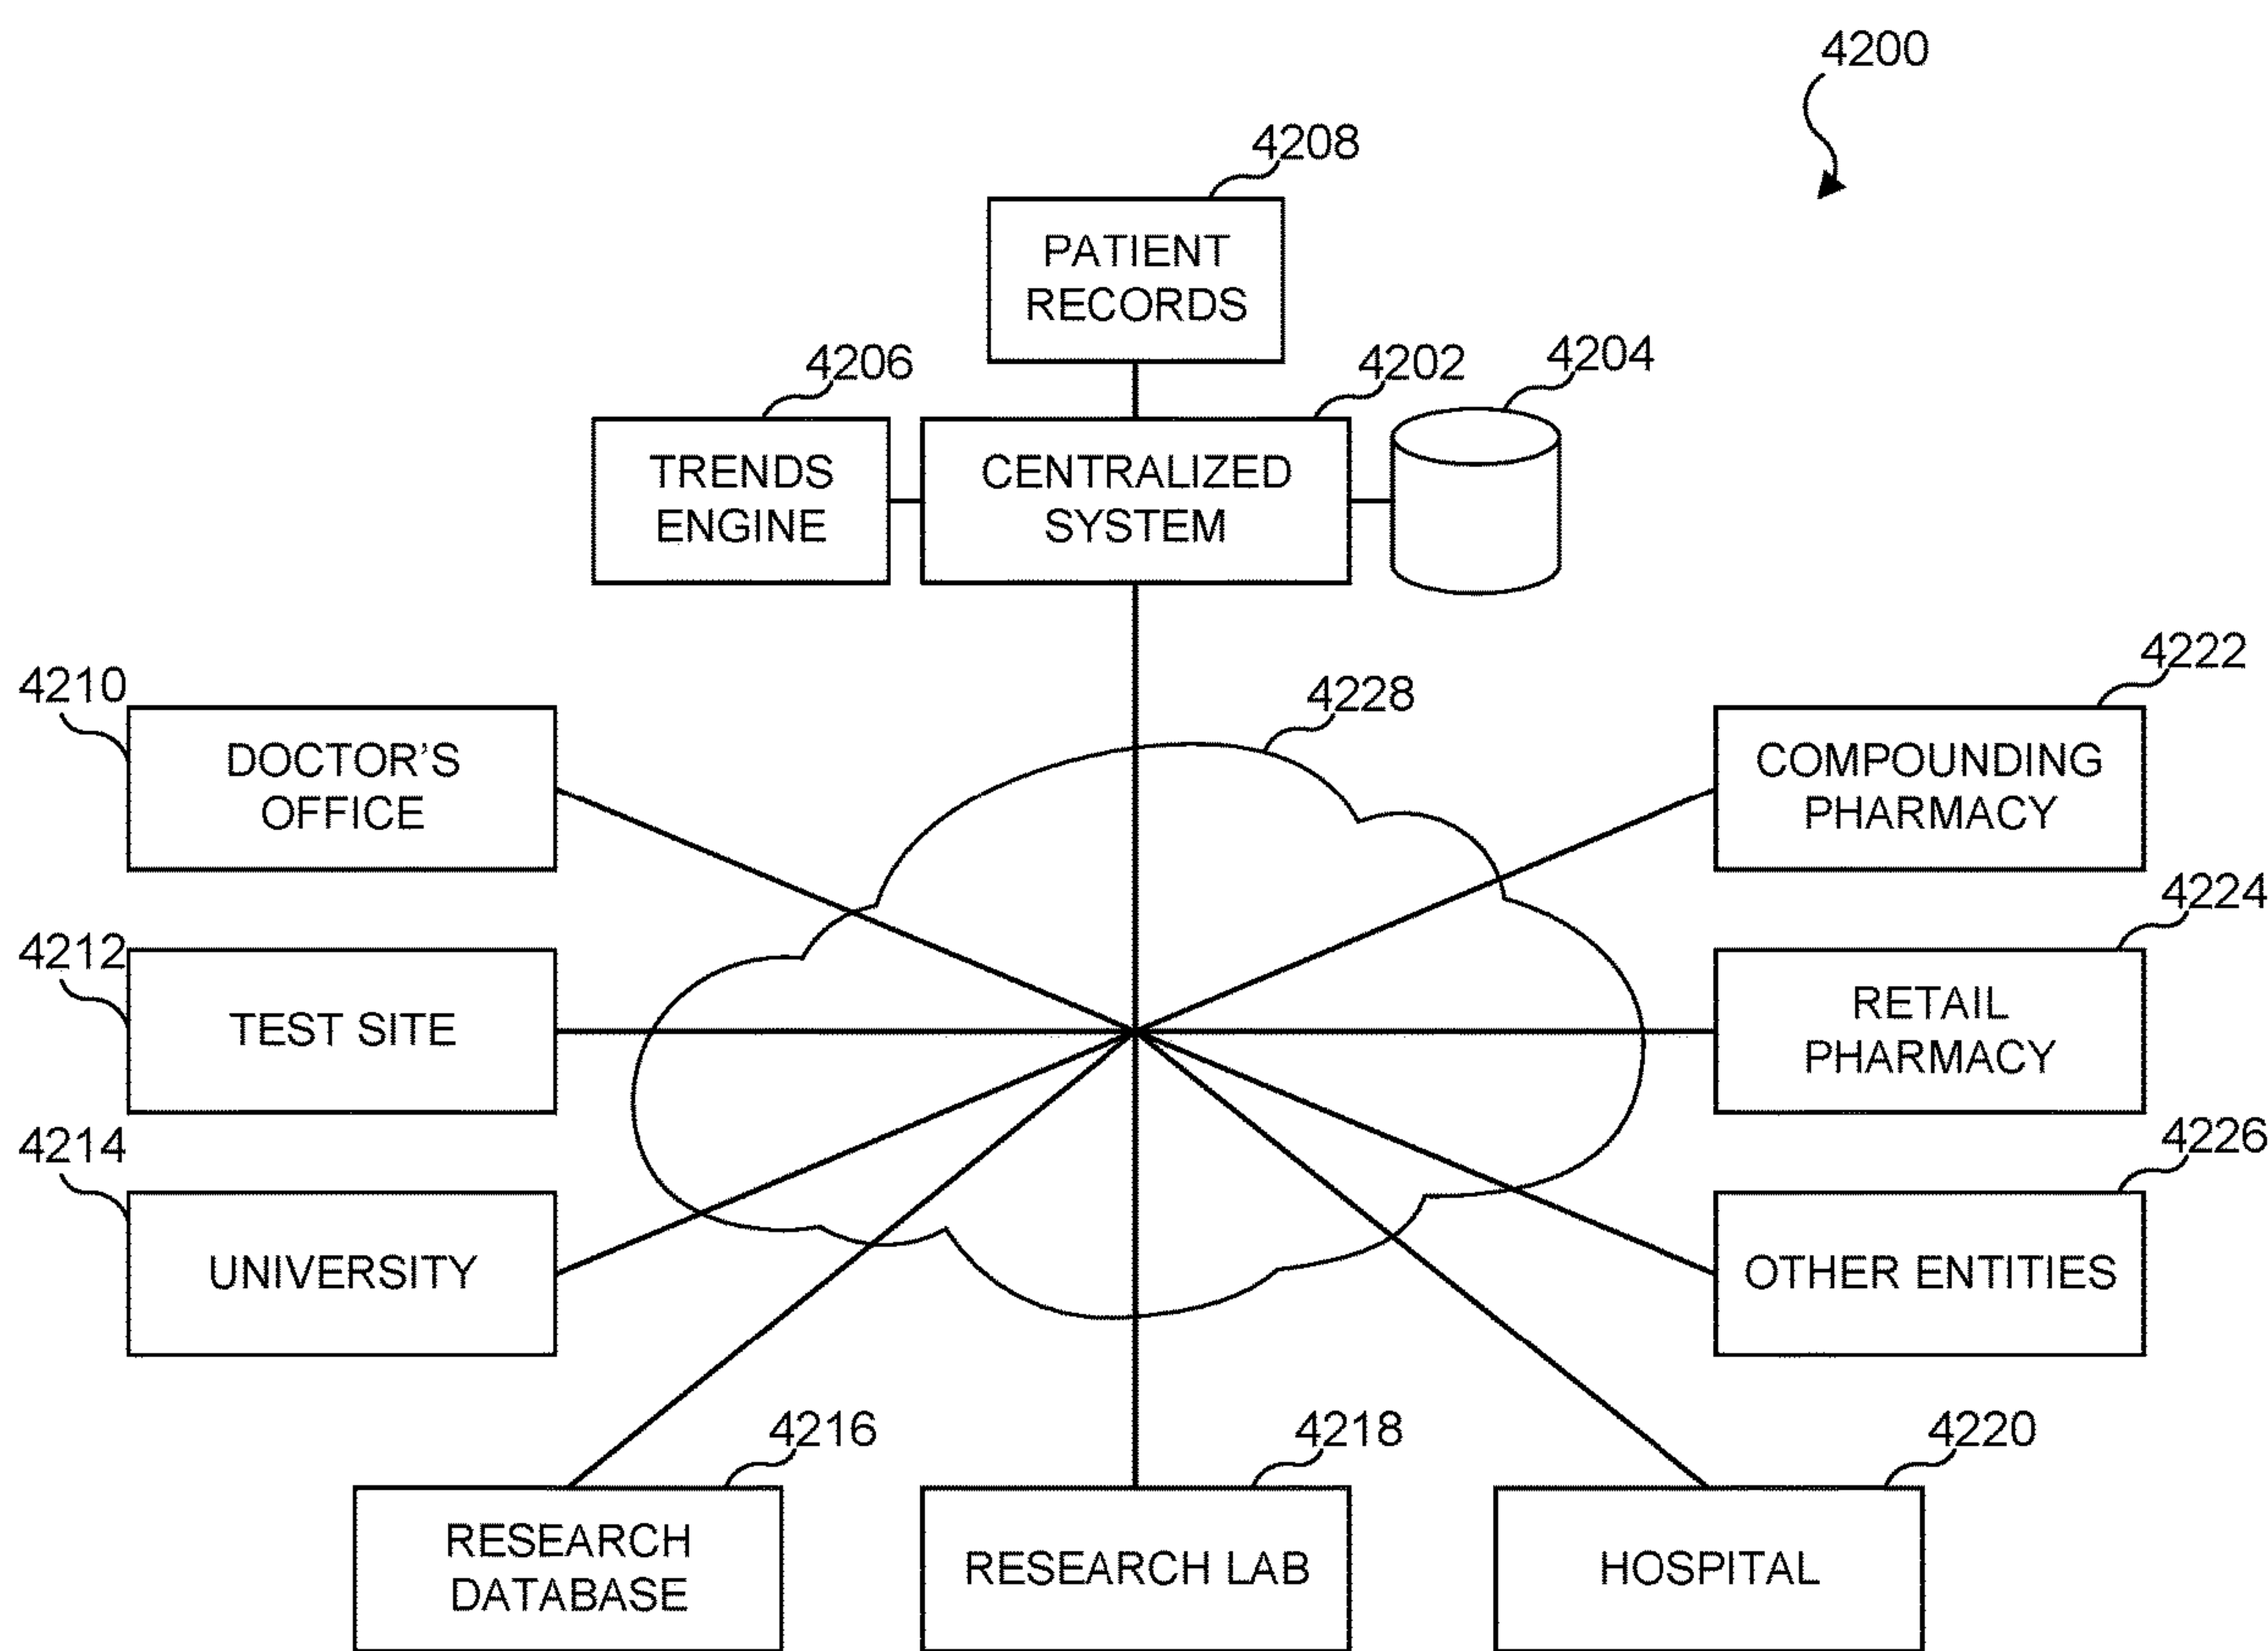 4200
4208
PATIENT
RECORDS
4206
4202
4204
TRENDS
ENGINE
CENTRALIZED
SYSTEM
4210
4228
4222
DOCTOR'S
OFFICE
COMPOUNDING
PHARMACY
4212
4224
TEST SITE
RETAIL
PHARMACY
4214
4226
UNIVERSITY
OTHER ENTITIES
4216
4218
4220
RESEARCH
DATABASE
RESEARCH LAB
HOSPITAL